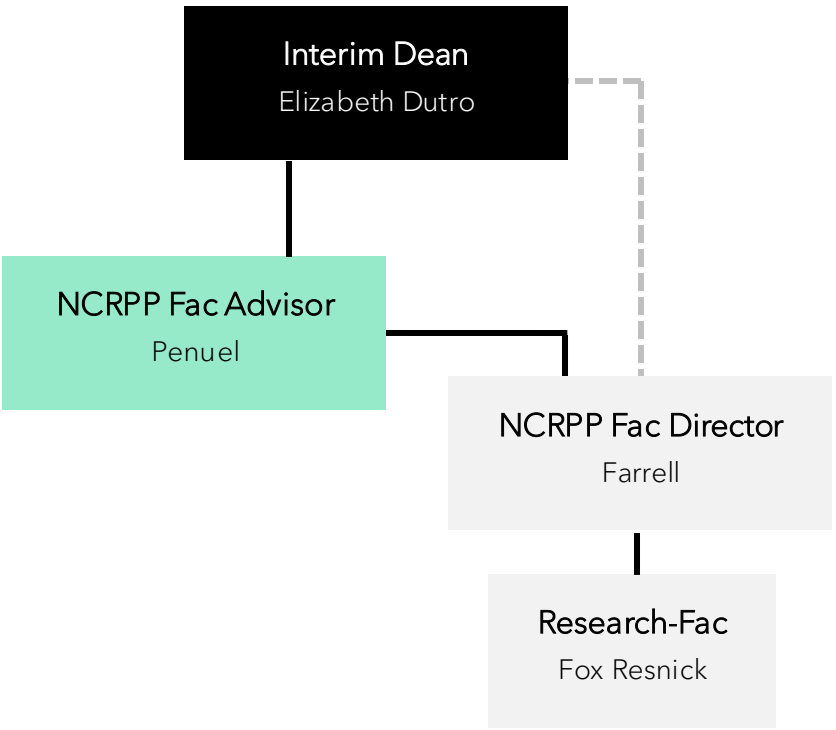 Interim Dean
Elizabeth Dutro
NCRPP Fac Advisor
Penuel
NCRPP Fac Director
Farrell
Research-Fac
Fox Resnick